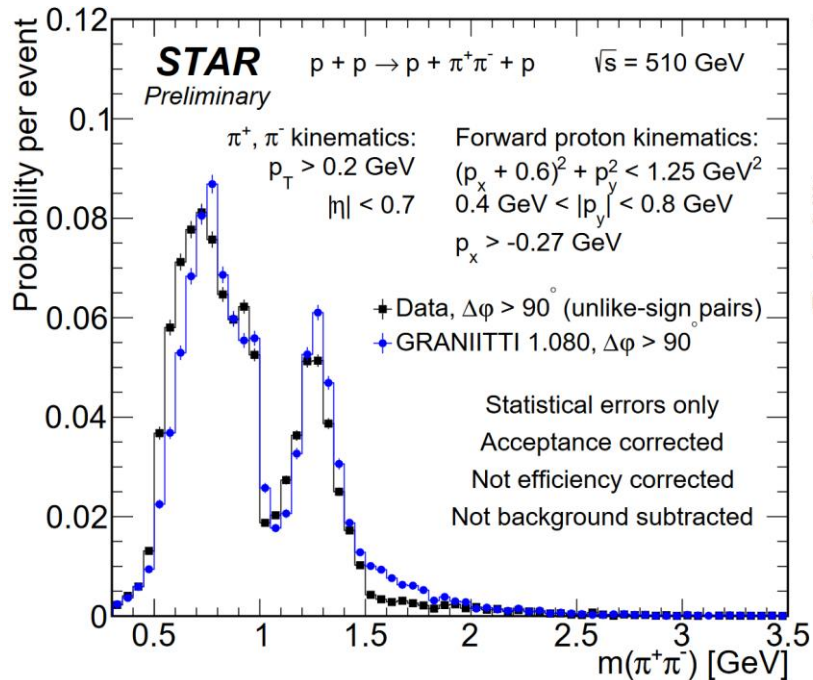 0.12
0.1
0.08
0.06
0.04
0.02
0
Probability per event
STAR
Preliminary
p + p → p + π⁺π⁻ + p
√s = 510 GeV
π⁺, π⁻ kinematics:
p_T > 0.2 GeV
|η| < 0.7
Forward proton kinematics:
(p_x + 0.6)² + p_y² < 1.25 GeV²
0.4 GeV < |p_y| < 0.8 GeV
p_x > -0.27 GeV
Data, Δφ > 90° (unlike-sign pairs)
GRANIITTI 1.080, Δφ > 90°
Statistical errors only
Acceptance corrected
Not efficiency corrected
Not background subtracted
0.5 1 1.5 2 2.5 3 3.5
m(π⁺π⁻) [GeV]